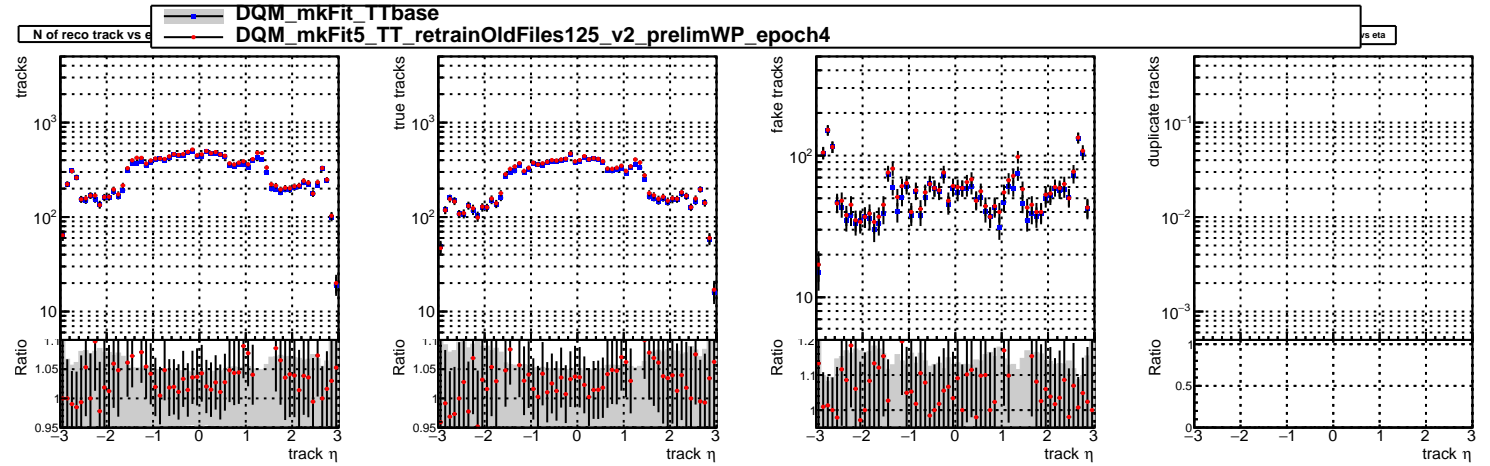 DQM_mkFit_TTbase
DQM_mkFit5_TT_retrainOldFiles125_v2_prelimWP_epoch4
N of reco track vs e
vs eta
tracks
10³
10²
10
Ratio
1.1
1.05
1
0.95
−3 −2 −1 0 1 2 3
track η
true tracks
10³
10²
10
Ratio
1.1
1.05
1
0.95
−3 −2 −1 0 1 2 3
track η
fake tracks
10²
10
Ratio
1.2
1.1
1
−3 −2 −1 0 1 2 3
track η
duplicate tracks
10⁻¹
10⁻²
10⁻³
Ratio
1
0.5
0
−3 −2 −1 0 1 2 3
track η